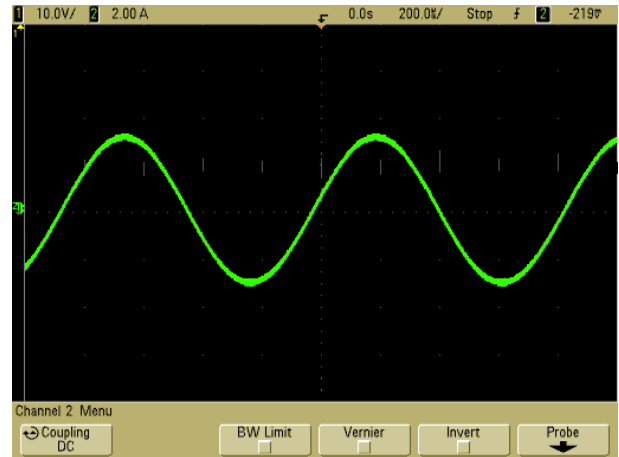 1 10.0V/ 2 2.00 A 0.0s 200.0%/ Stop 2 -219
Channel 2 Menu
Coupling BW Limit Vernier Invert Probe
DC